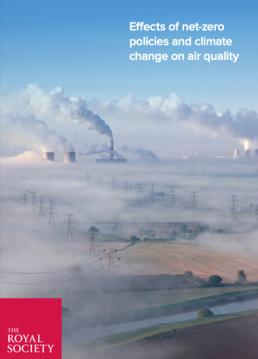 Effects of net-zero
policies and climate
change on air quality
THE
ROYAL
SOCIETY